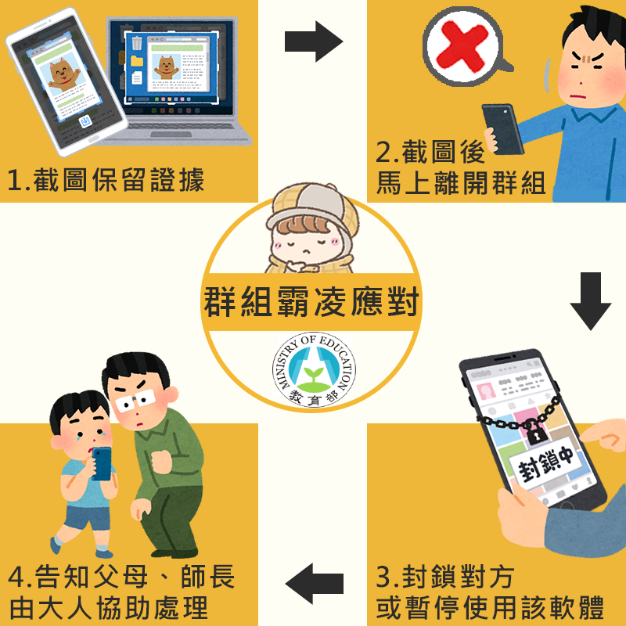 1.截圖保留證據
2.截圖後
馬上離開群組
群組霸凌應對
MINISTRY OF EDUCATION
教育部
封鎖中
3.封鎖對方
或暫停使用該軟體
4.告知父母、師長
由大人協助處理